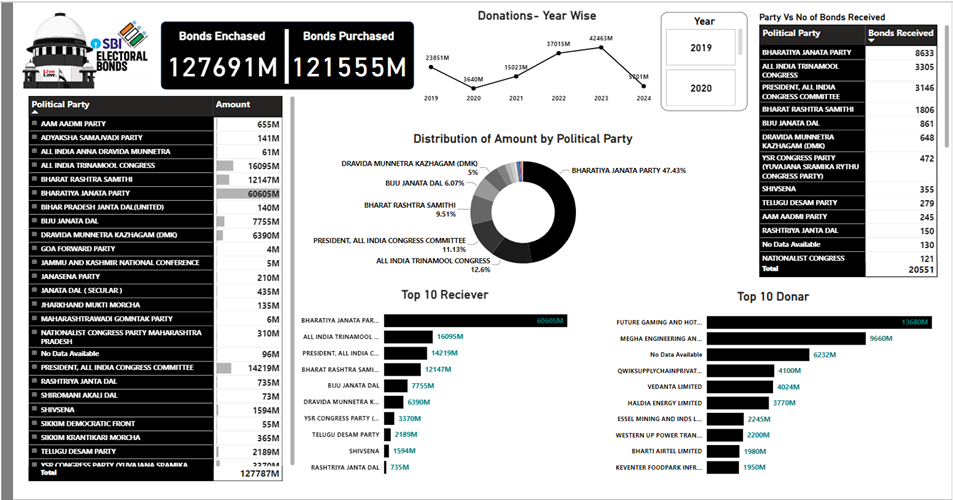 SBI
ELECTORAL
BONDS
Live
Law
Bonds Enchased
127691M
Bonds Purchased
121555M
Donations- Year Wise
23851M
3640M
15023M
37015M
42463M
5701M
2019
2020
2021
2022
2023
2024
Year
2019
2020
Party Vs No of Bonds Received
Political Party Bonds Received
BHARATIYA JANATA PARTY 8633
ALL INDIA TRINAMOOL 3305
CONGRESS
PRESIDENT, ALL INDIA 3146
CONGRESS COMMITTEE
BHARAT RASHTRA SAMITHI 1806
BIJU JANATA DAL 861
DRAVIDA MUNNETRA 648
KAZHAGAM (DMK)
YSR CONGRESS PARTY 472
(YUVAJANA SRAMIKA RYTHU
CONGRESS PARTY)
SHIVSENA 355
TELUGU DESAM PARTY 279
AAM AADMI PARTY 245
RASHTRIYA JANTA DAL 150
No Data Available 130
NATIONALIST CONGRESS 121
Total 20551
Political Party Amount
AAM AADMI PARTY 655M
ADYAKSHA SAMAJVADI PARTY 141M
ALL INDIA ANNA DRAVIDA MUNNETRA 61M
ALL INDIA TRINAMOOL CONGRESS 16095M
BHARAT RASHTRA SAMITHI 12147M
BHARATIYA JANATA PARTY 60605M
BIHAR PRADESH JANTA DAL(UNITED) 140M
BIJU JANATA DAL 7755M
DRAVIDA MUNNETRA KAZHAGAM (DMK) 6390M
GOA FORWARD PARTY 4M
JAMMU AND KASHMIR NATIONAL CONFERENCE 5M
JANASENA PARTY 210M
JANATA DAL ( SECULAR ) 435M
JHARKHAND MUKTI MORCHA 135M
MAHARASHTRAWADI GOMNTAK PARTY 6M
NATIONALIST CONGRESS PARTY MAHARASHTRA 310M
PRADESH
No Data Available 96M
PRESIDENT, ALL INDIA CONGRESS COMMITTEE 14219M
RASHTRIYA JANTA DAL 735M
SHIROMANI AKALI DAL 73M
SHIVSENA 1594M
SIKKIM DEMOCRATIC FRONT 55M
SIKKIM KRANTIKARI MORCHA 365M
TELUGU DESAM PARTY 2189M
YSR CONGRESS PARTY (YUVAJANA SRAMIKA 3370M
Total 127787M
Distribution of Amount by Political Party
DRAVIDA MUNNETRA KAZHAGAM (DMK)
5%
BIJU JANATA DAL 6.07%
BHARAT RASHTRA SAMITHI
9.51%
PRESIDENT, ALL INDIA CONGRESS COMMITTEE
11.13%
ALL INDIA TRINAMOOL CONGRESS
12.6%
BHARATIYA JANATA PARTY 47.43%
Top 10 Reciever
BHARATIYA JANATA PAR... 60605M
ALL INDIA TRINAMOOL ... 16095M
PRESIDENT, ALL INDIA C... 14219M
BHARAT RASHTRA SAMI... 12147M
BIJU JANATA DAL 7755M
DRAVIDA MUNNETRA K... 6390M
YSR CONGRESS PARTY (... 3370M
TELUGU DESAM PARTY 2189M
SHIVSENA 1594M
RASHTRIYA JANTA DAL 735M
Top 10 Donar
FUTURE GAMING AND HOT... 13680M
MEGHA ENGINEERING AN... 9660M
No Data Available 6232M
QWIKSUPPLYCHAINPRIVAT... 4100M
VEDANTA LIMITED 4024M
HALDIA ENERGY LIMITED 3770M
ESSEL MINING AND INDS L... 2245M
WESTERN UP POWER TRAN... 2200M
BHARTI AIRTEL LIMITED 1980M
KEVENTER FOODPARK INFR... 1950M